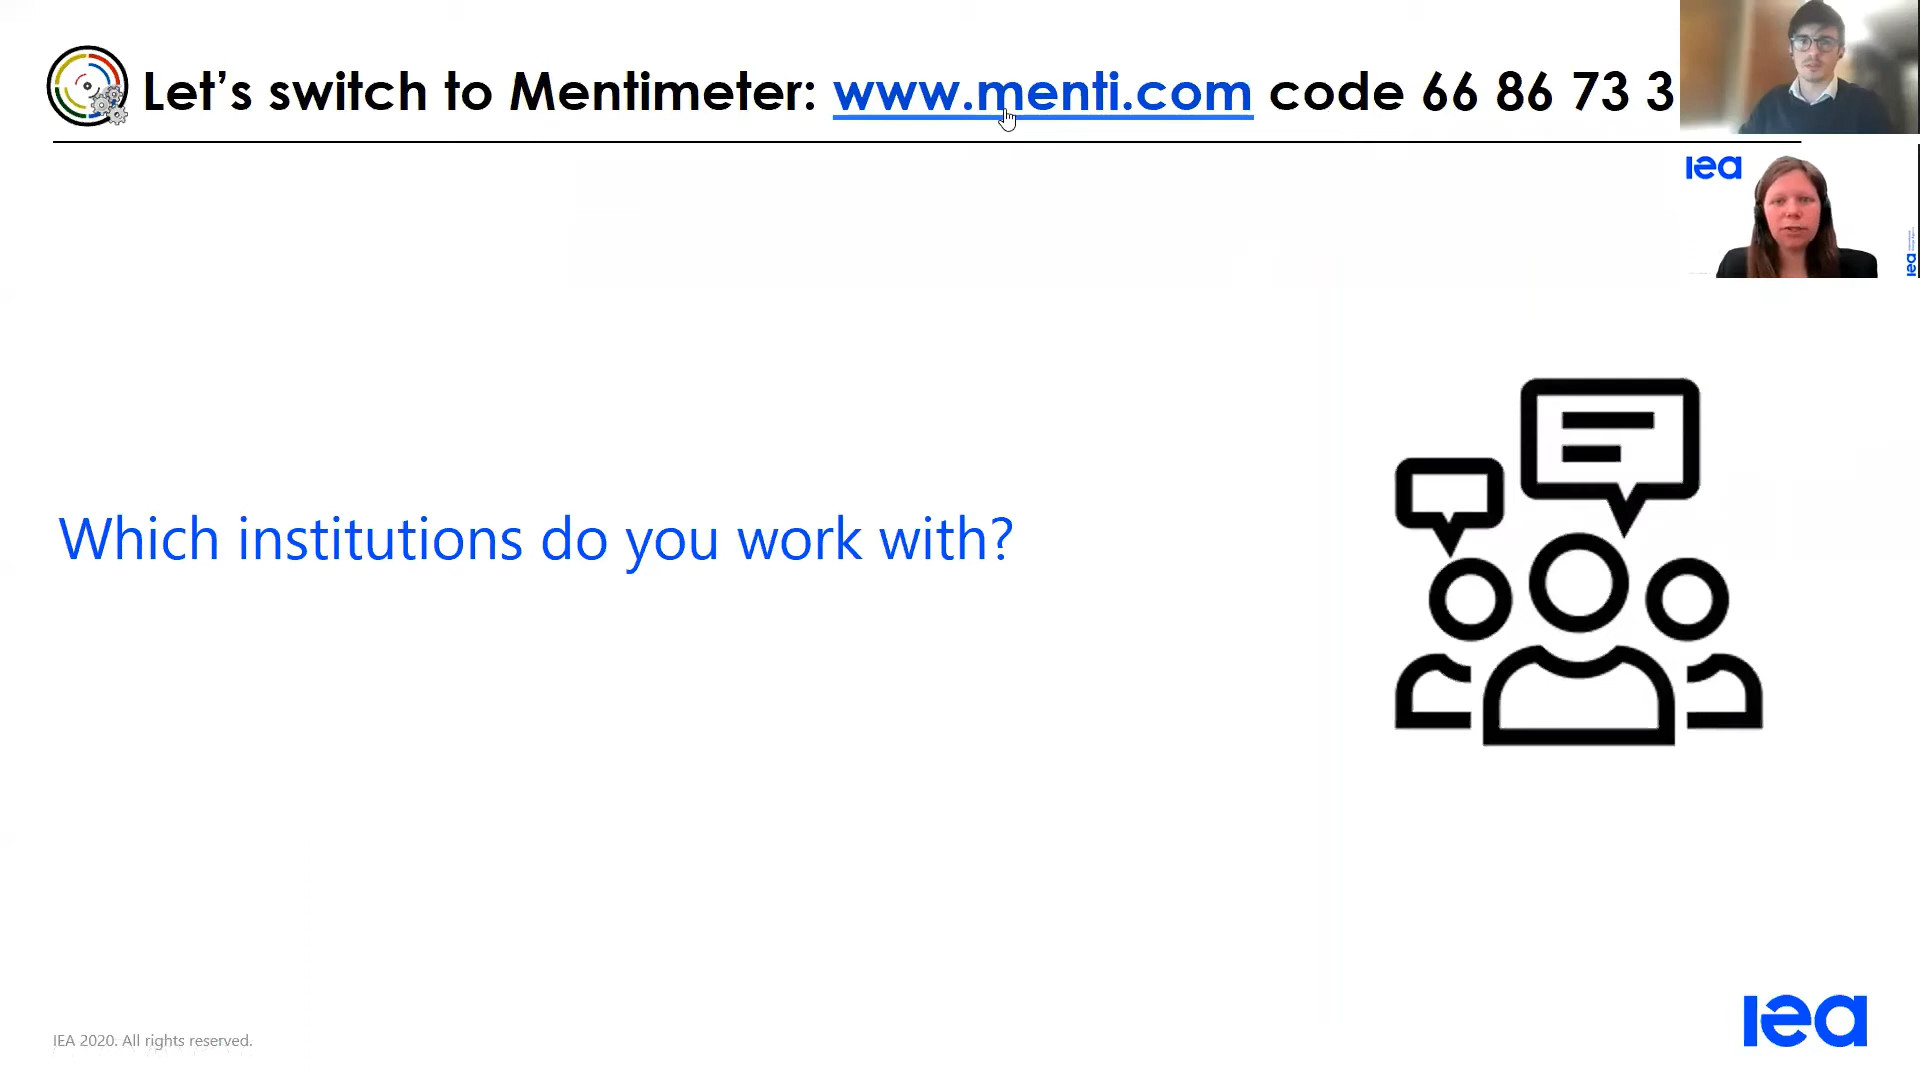 Let's switch to Mentimeter: www.menti.com code 66 86 73 3
iea
Which institutions do you work with?
IEA 2020. All rights reserved.
iea